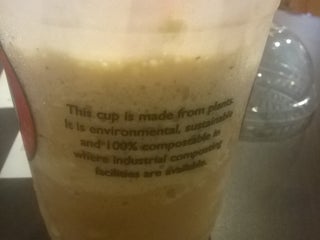 This cup is made from plants.
It is environmental, sustainable
and 100% compostable in
where industrial composting
facilities are available.